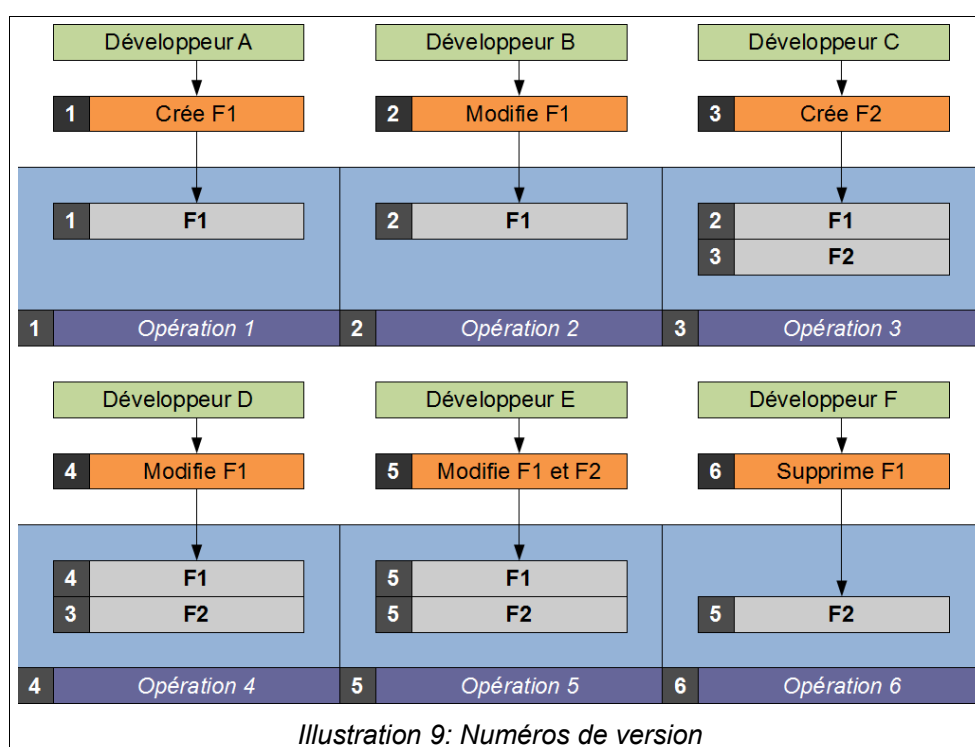 Développeur A Développeur B Développeur C
1 Crée F1 2 Modifie F1 3 Crée F2
1 F1 2 F1 2 F1
3 F2
1 Opération 1 2 Opération 2 3 Opération 3
Développeur D Développeur E Développeur F
4 Modifie F1 5 Modifie F1 et F2 6 Supprime F1
4 F1 5 F1
3 F2 5 F2 5 F2
4 Opération 4 5 Opération 5 6 Opération 6
Illustration 9: Numéros de version